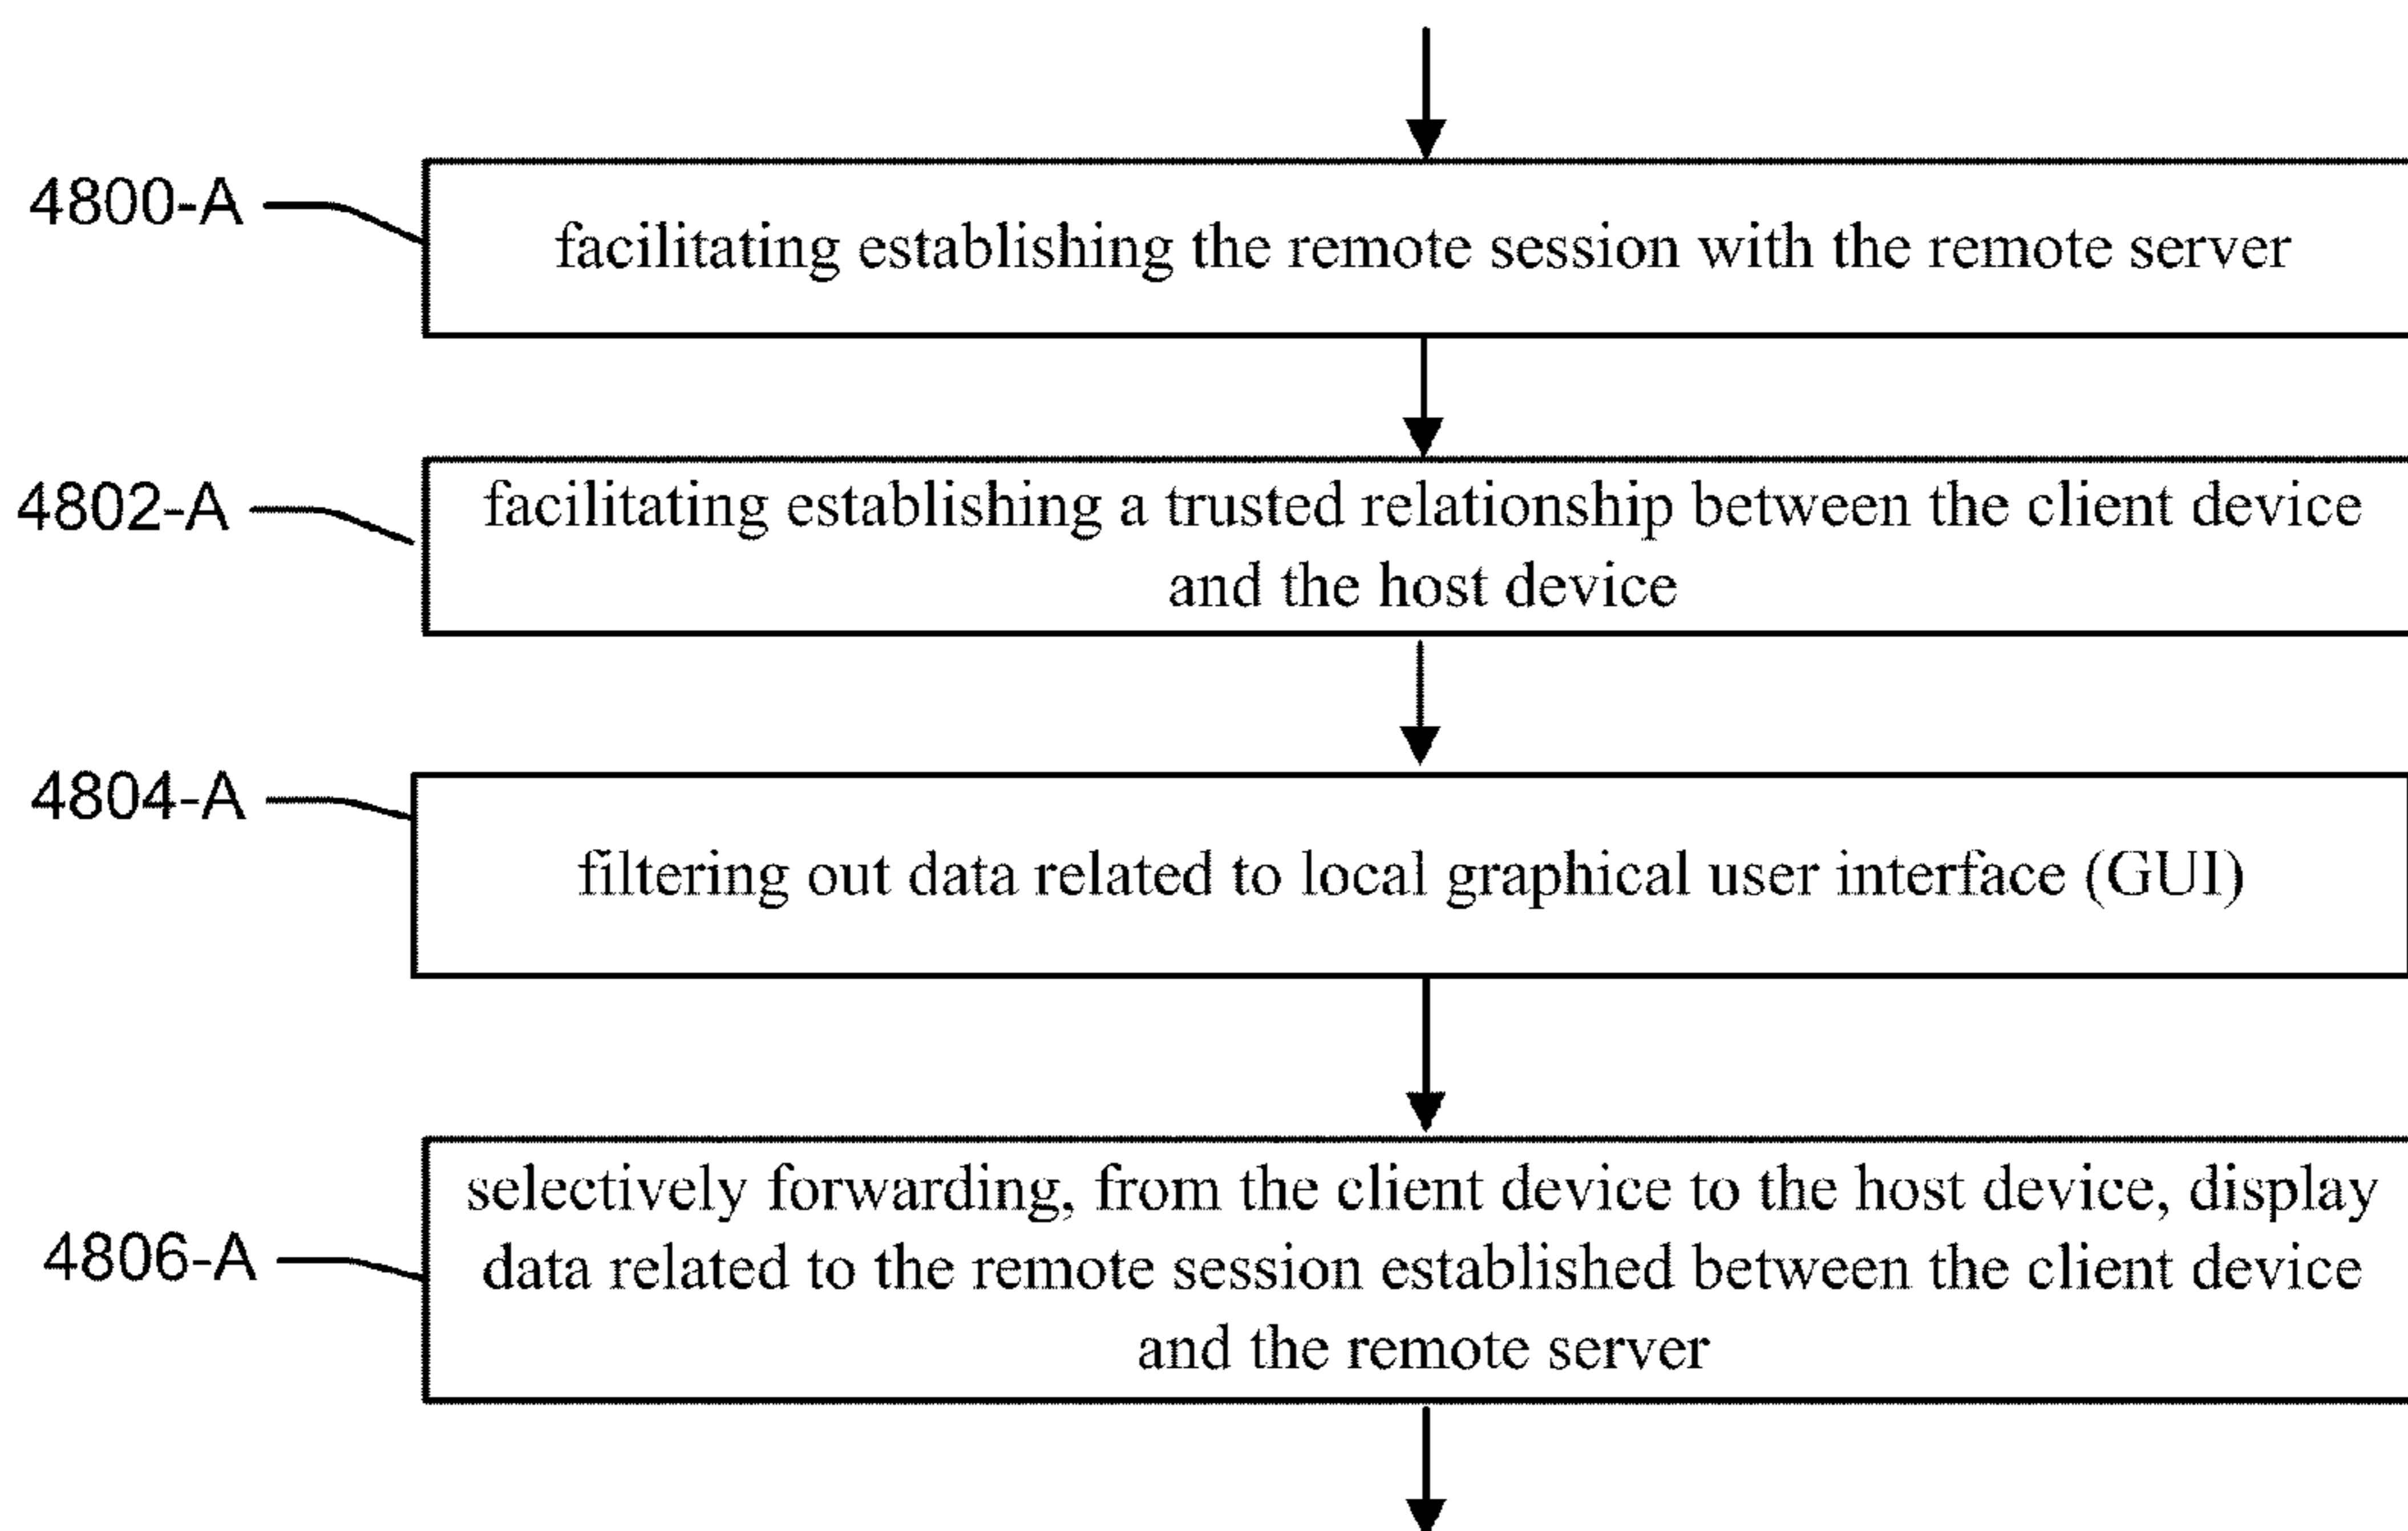 4800-A
facilitating establishing the remote session with the remote server
4802-A
facilitating establishing a trusted relationship between the client device
and the host device
4804-A
filtering out data related to local graphical user interface (GUI)
4806-A
selectively forwarding, from the client device to the host device, display
data related to the remote session established between the client device
and the remote server